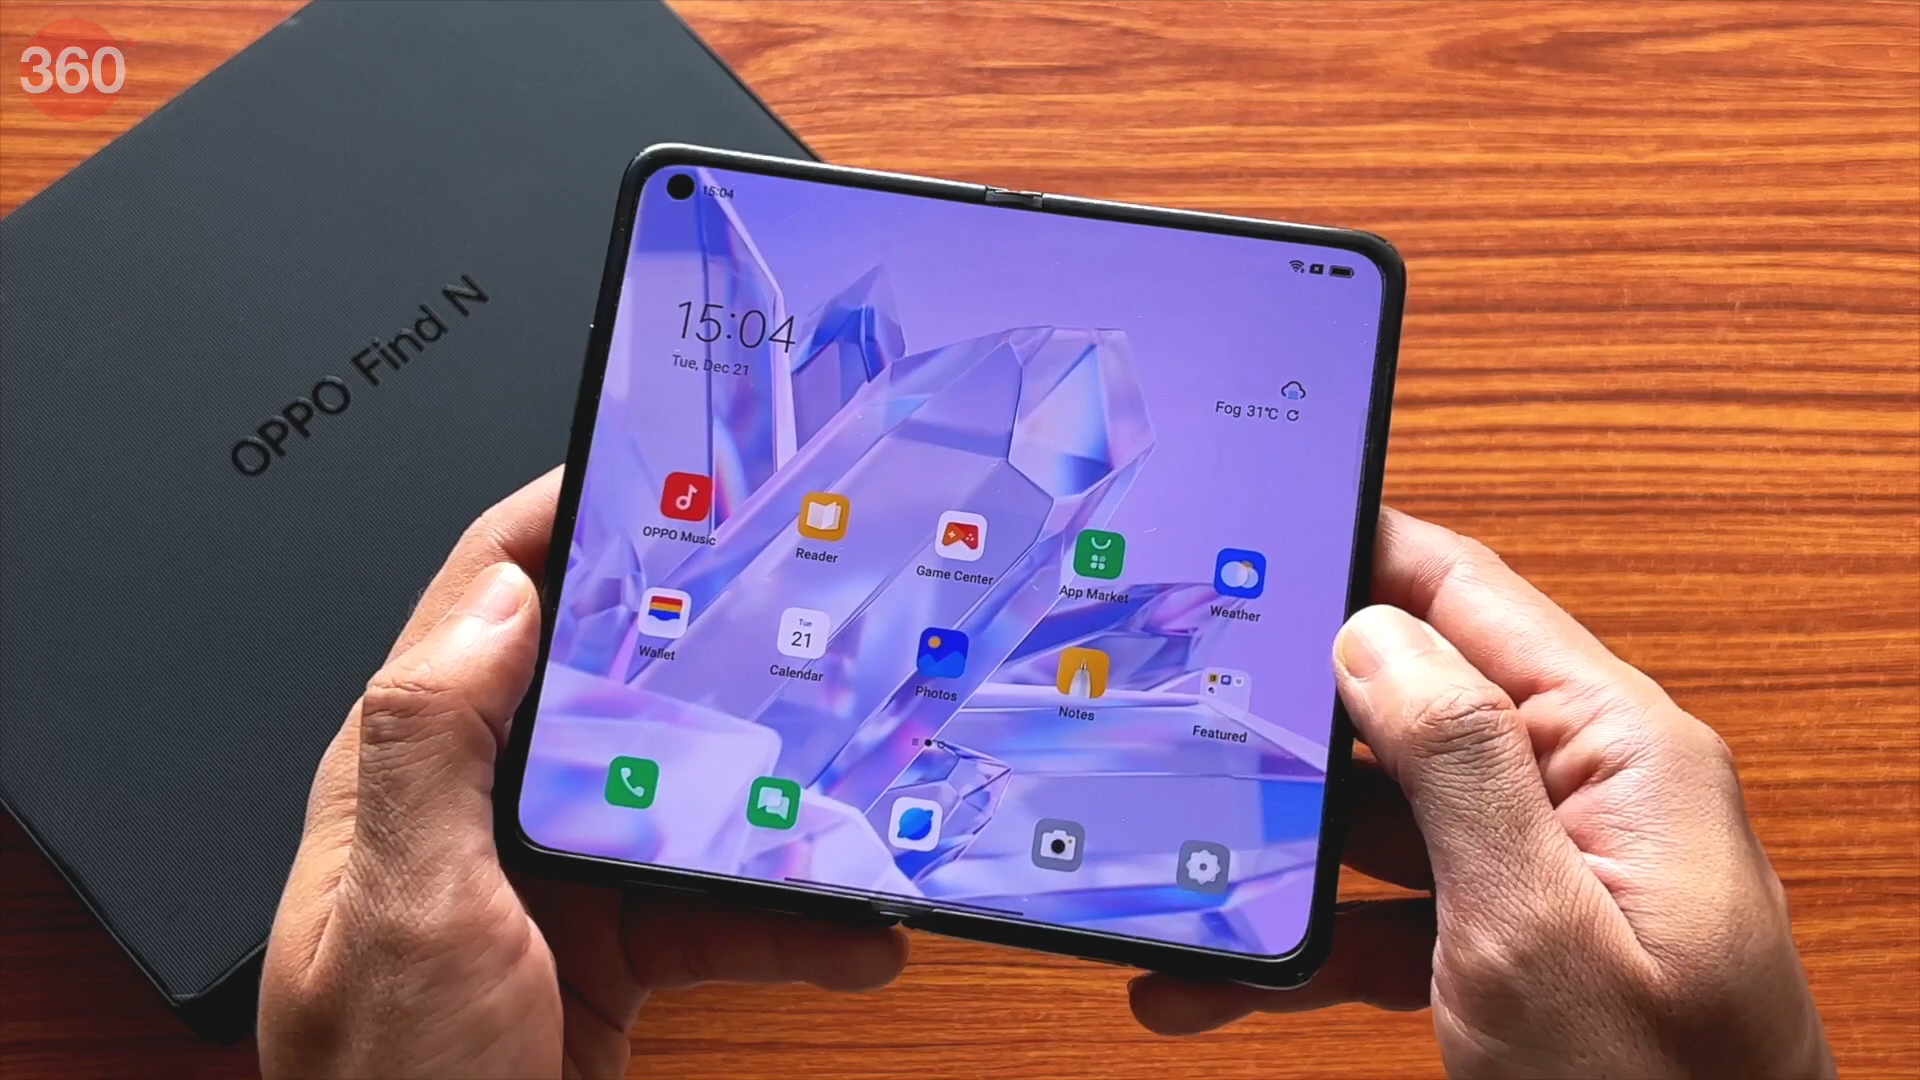 360
OPPO Find N
15:04
15:04
Tue, Dec 21
Fog 31℃
OPPO Music
Reader
Game Center
App Market
Weather
Wallet
Tue
21
Calendar
Photos
Notes
Featured